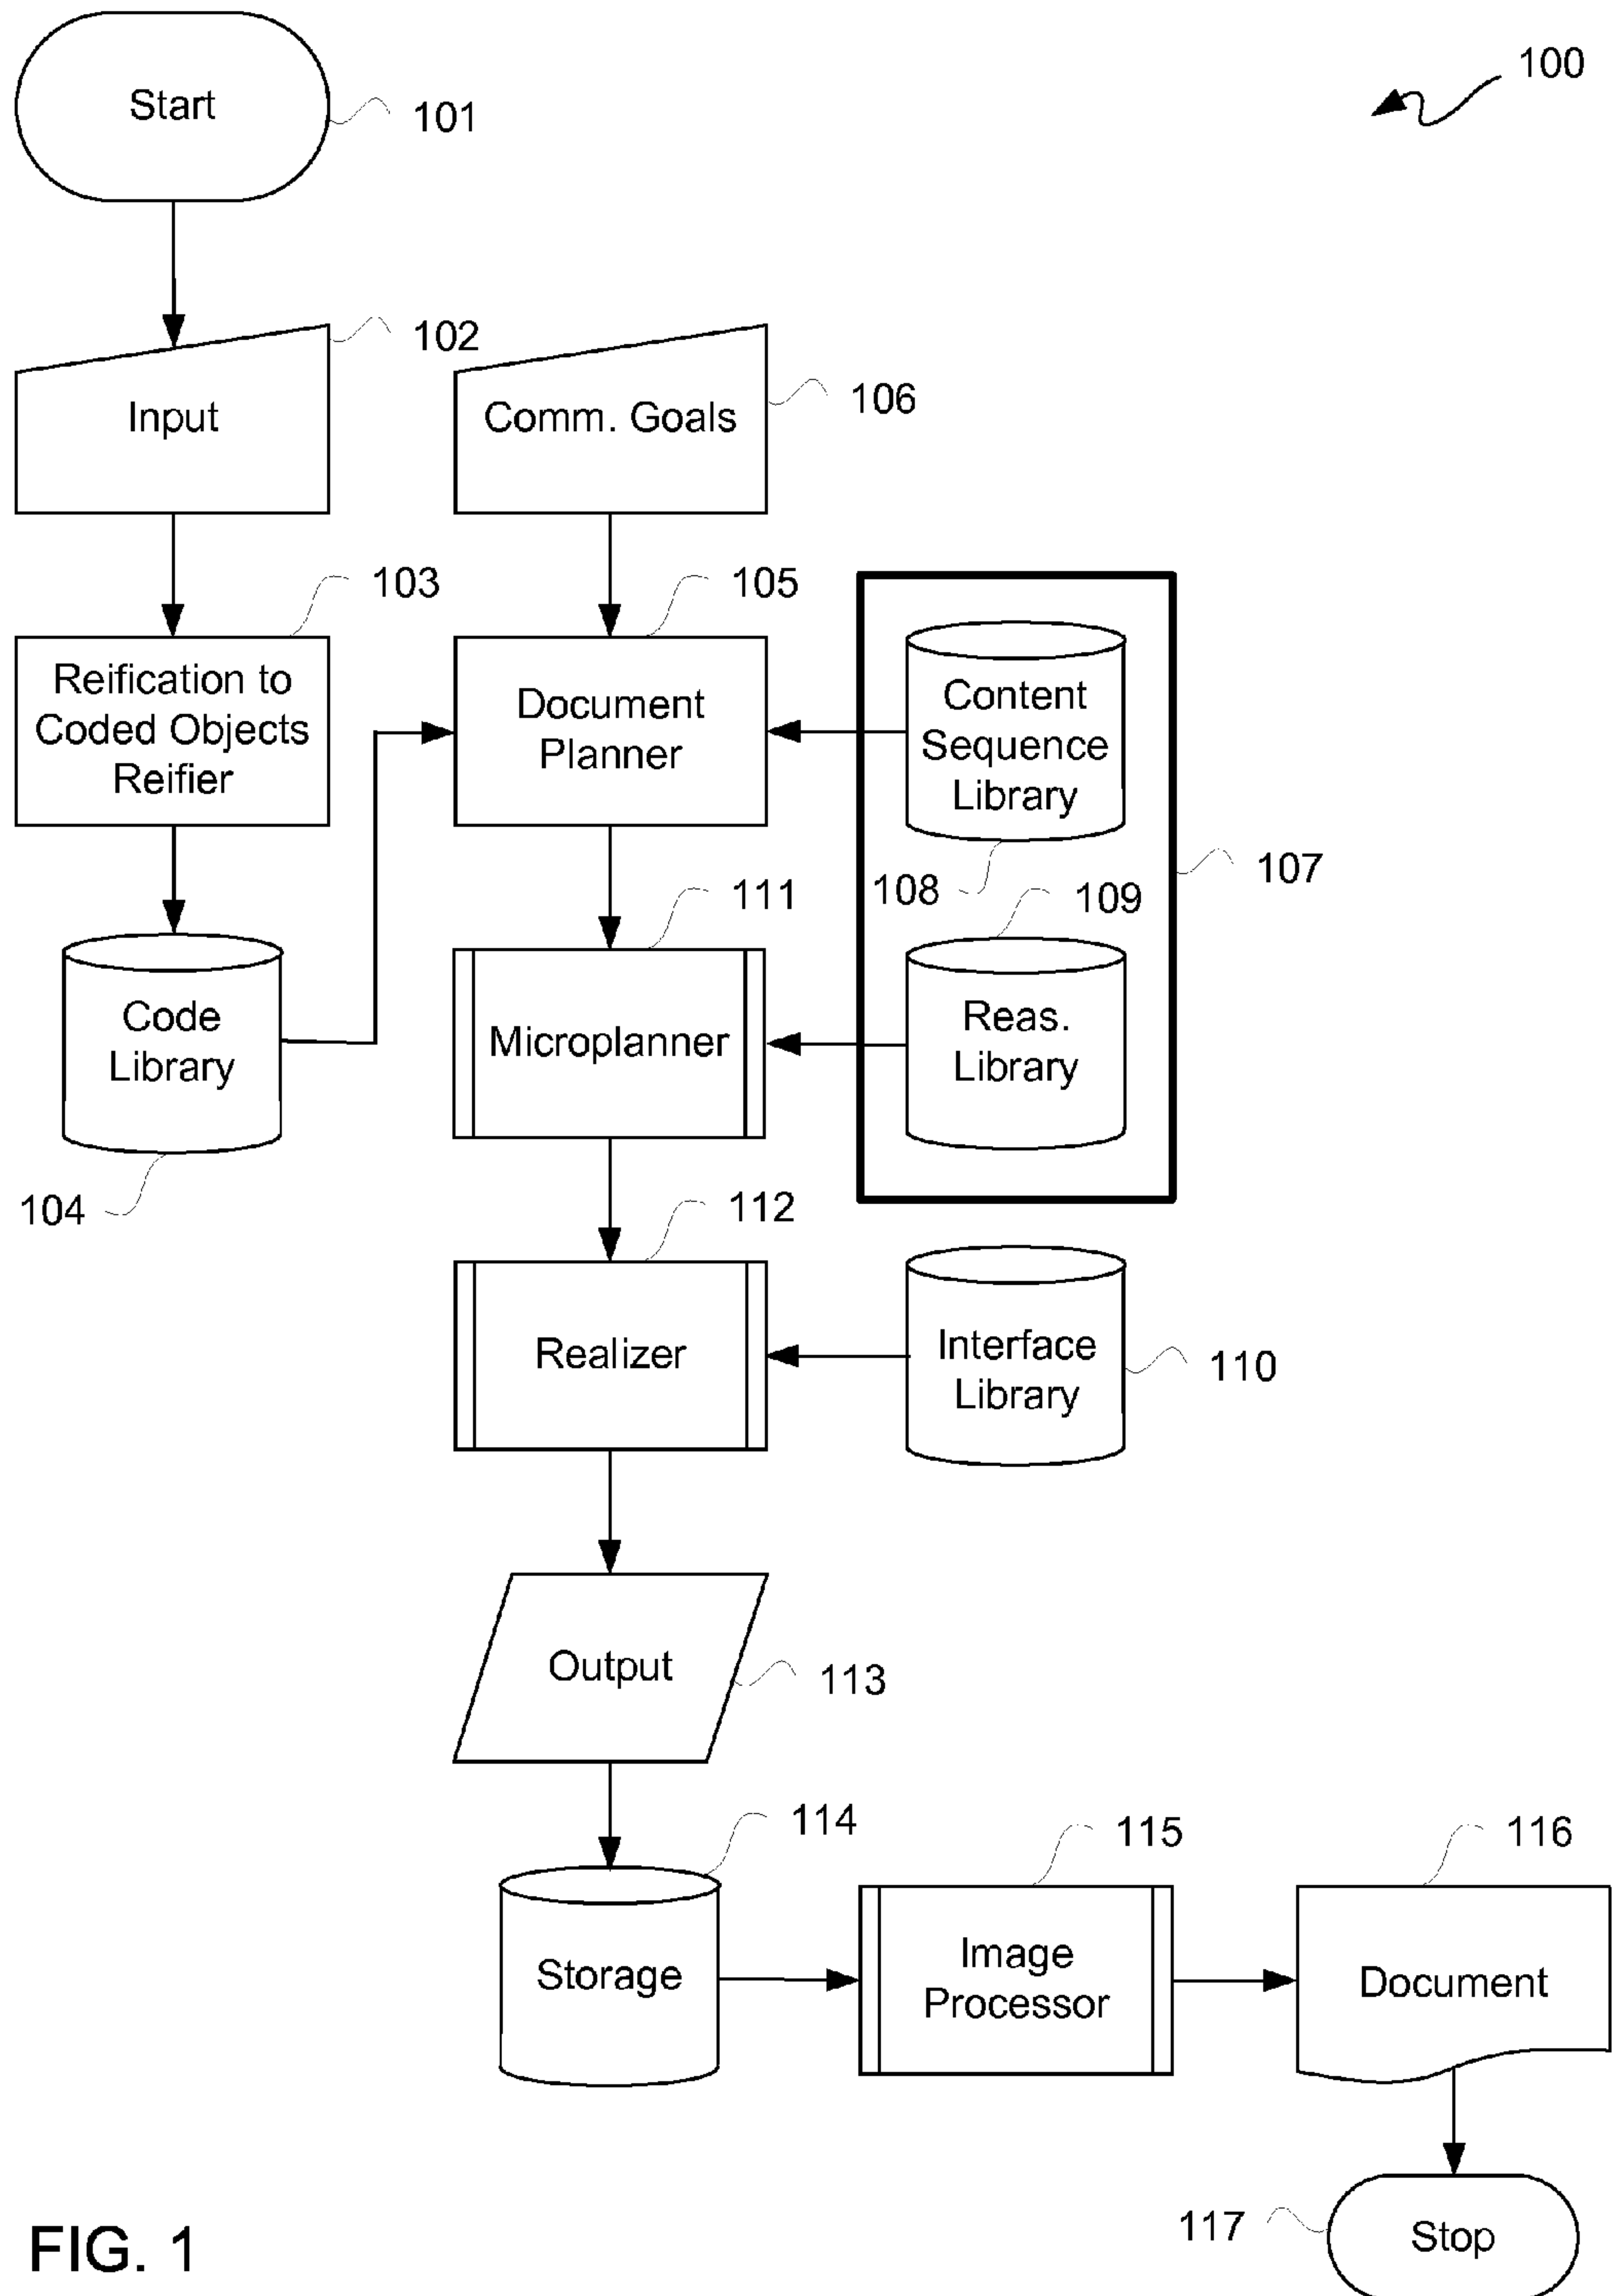 100
Start
101
102
Input
Comm. Goals
106
103
105
Reification to
Coded Objects
Reifier
Document
Planner
Content
Sequence
Library
107
108
109
111
Code
Library
Microplanner
Reas.
Library
104
112
Realizer
Interface
Library
110
Output
113
114
115
116
Storage
Image
Processor
Document
117
Stop
FIG. 1